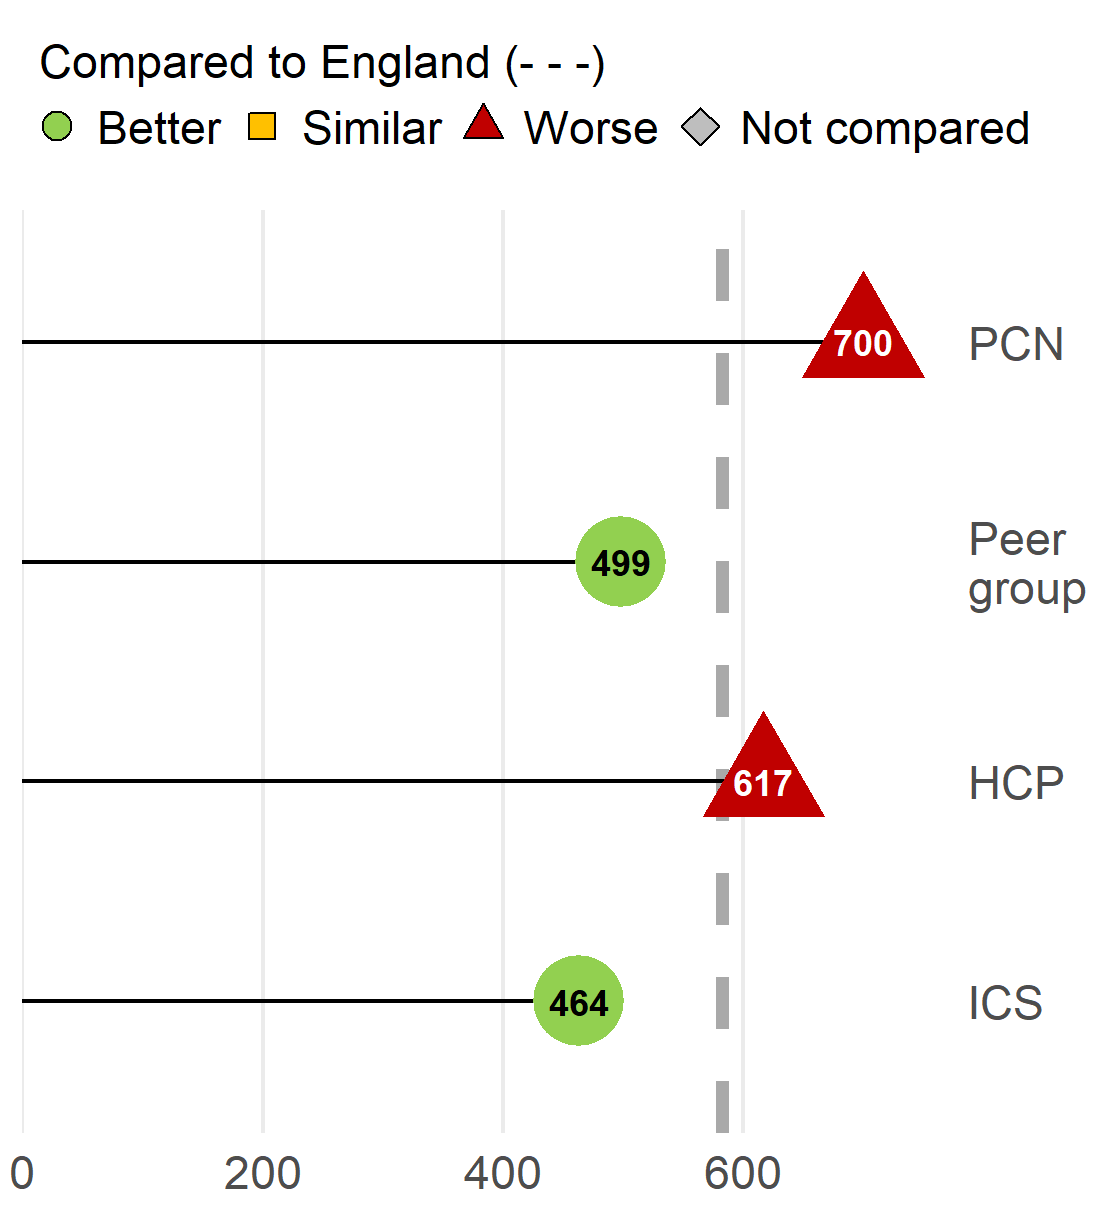 Compared to England (- - -)
Better Similar Worse Not compared
700 PCN
Peer
499
group
617 HCP
464 ICS
0 200 400 600